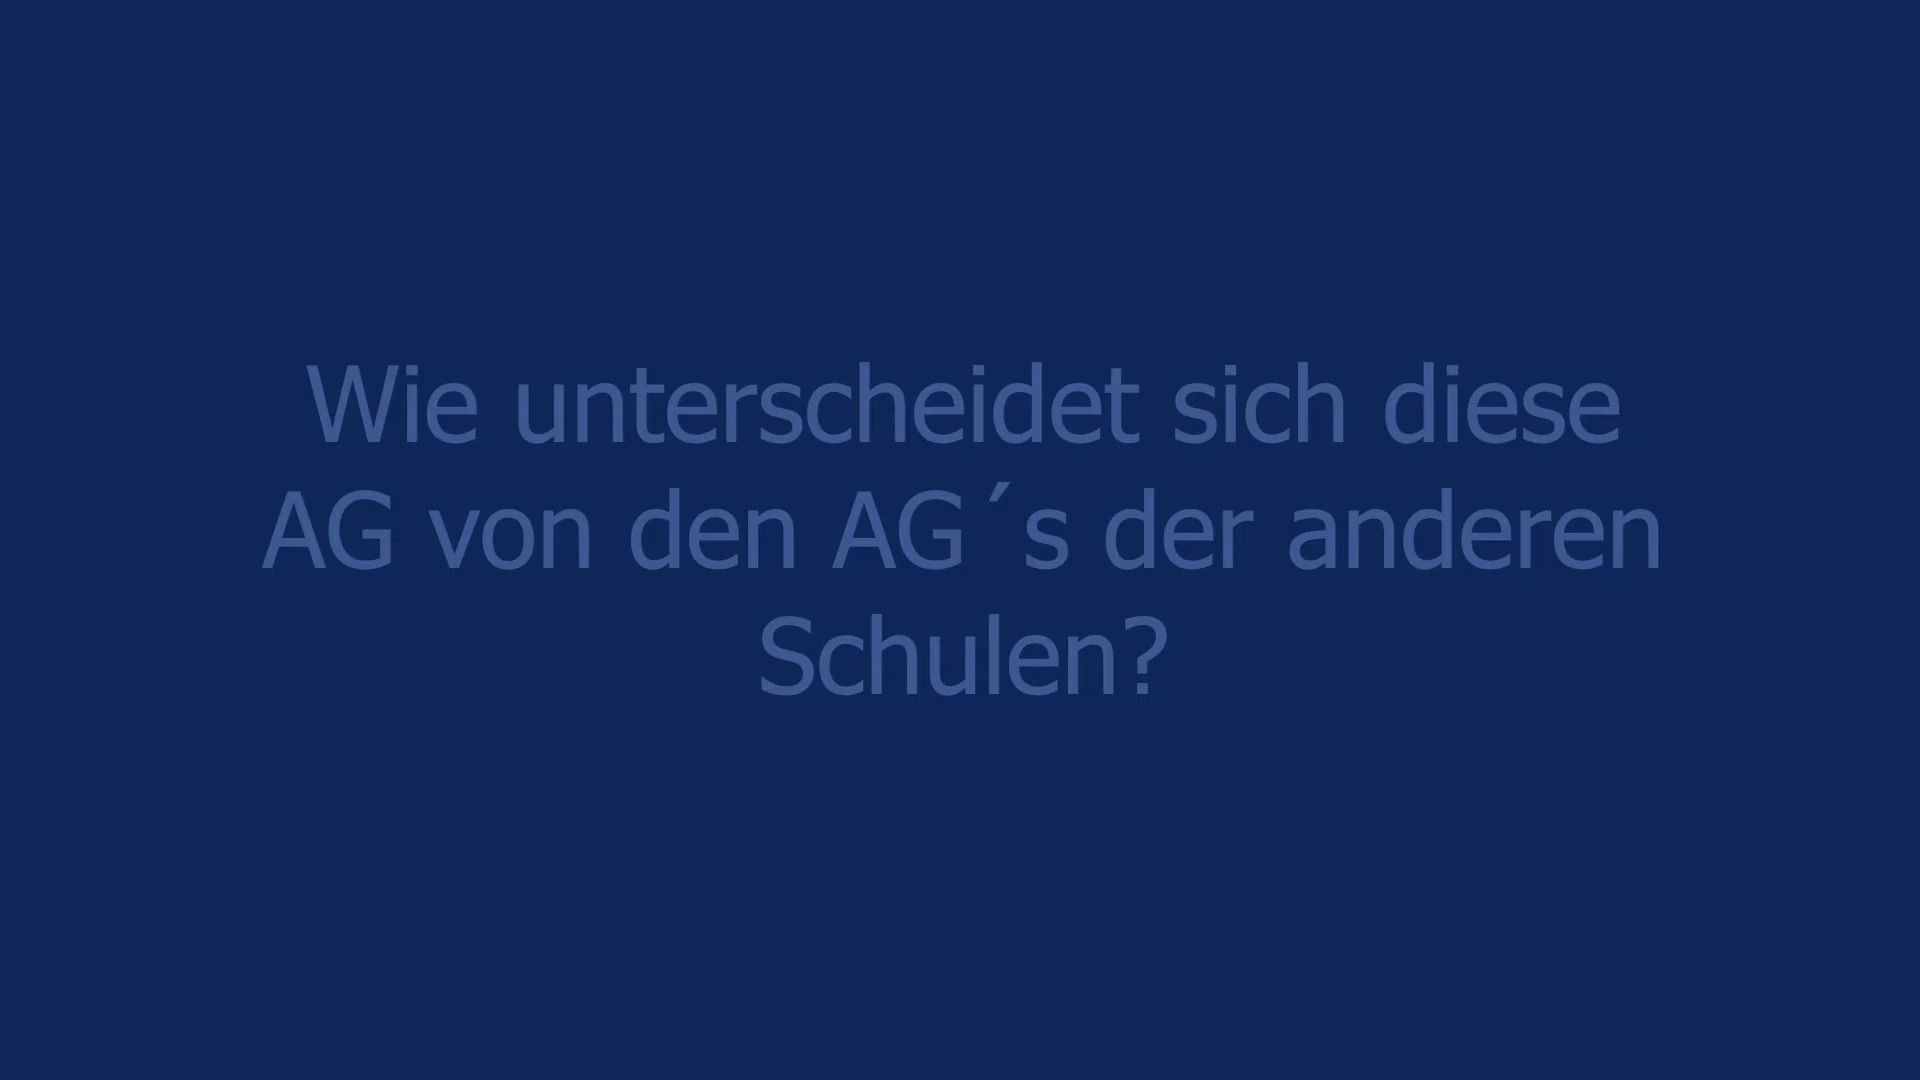 Wie unterscheidet sich diese
AG von den AG´s der anderen
Schulen?